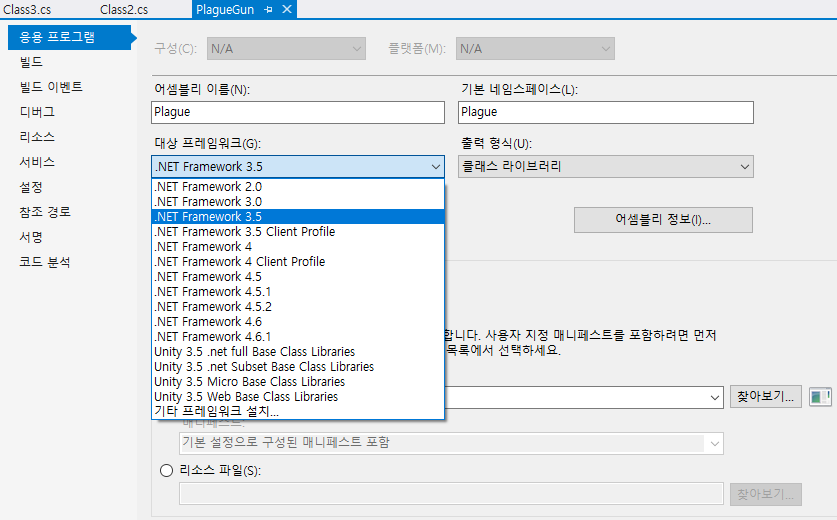 Class3.cs Class2.cs PlagueGun
응용 프로그램
빌드
빌드 이벤트
디버그
리소스
서비스
설정
참조 경로
서명
코드 분석
구성(C): N/A 플랫폼(M): N/A
어셈블리 이름(N): 기본 네임스페이스(L):
Plague Plague
대상 프레임워크(G): 출력 형식(U):
.NET Framework 3.5 클래스 라이브러리
.NET Framework 2.0
.NET Framework 3.0
.NET Framework 3.5
.NET Framework 3.5 Client Profile
어셈블리 정보(I)...
.NET Framework 4
.NET Framework 4 Client Profile
.NET Framework 4.5
.NET Framework 4.5.1
.NET Framework 4.5.2
.NET Framework 4.6
.NET Framework 4.6.1
합니다. 사용자 지정 매니페스트를 포함하려면 먼저
목록에서 선택하세요.
Unity 3.5 .net full Base Class Libraries
Unity 3.5 .net Subset Base Class Libraries
Unity 3.5 Micro Base Class Libraries
Unity 3.5 Web Base Class Libraries
기타 프레임워크 설치...
찾아보기...
매니페스트:
기본 설정으로 구성된 매니페스트 포함
리소스 파일(S):
찾아보기...